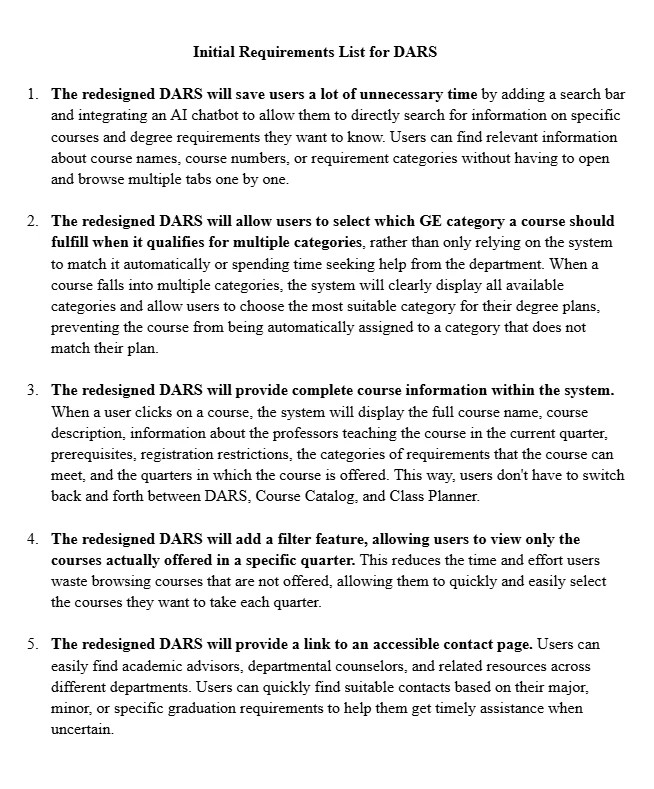 Initial Requirements List for DARS
1. The redesigned DARS will save users a lot of unnecessary time by adding a search bar
and integrating an AI chatbot to allow them to directly search for information on specific
courses and degree requirements they want to know. Users can find relevant information
about course names, course numbers, or requirement categories without having to open
and browse multiple tabs one by one.
2. The redesigned DARS will allow users to select which GE category a course should
fulfill when it qualifies for multiple categories, rather than only relying on the system
to match it automatically or spending time seeking help from the department. When a
course falls into multiple categories, the system will clearly display all available
categories and allow users to choose the most suitable category for their degree plans,
preventing the course from being automatically assigned to a category that does not
match their plan.
3. The redesigned DARS will provide complete course information within the system.
When a user clicks on a course, the system will display the full course name, course
description, information about the professors teaching the course in the current quarter,
prerequisites, registration restrictions, the categories of requirements that the course can
meet, and the quarters in which the course is offered. This way, users don't have to switch
back and forth between DARS, Course Catalog, and Class Planner.
4. The redesigned DARS will add a filter feature, allowing users to view only the
courses actually offered in a specific quarter. This reduces the time and effort users
waste browsing courses that are not offered, allowing them to quickly and easily select
the courses they want to take each quarter.
5. The redesigned DARS will provide a link to an accessible contact page. Users can
easily find academic advisors, departmental counselors, and related resources across
different departments. Users can quickly find suitable contacts based on their major,
minor, or specific graduation requirements to help them get timely assistance when
uncertain.